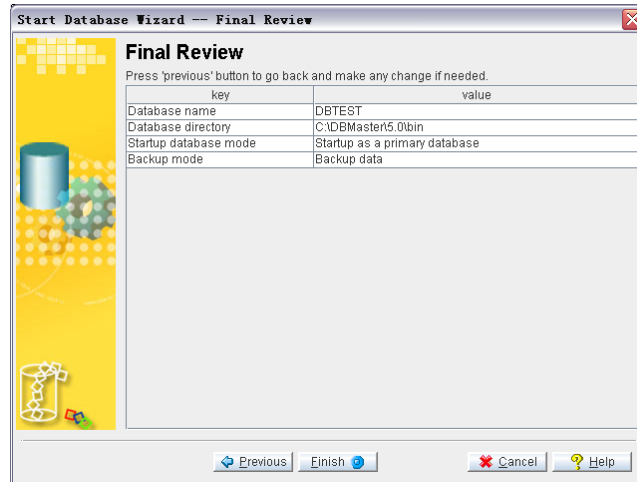 Start Database Wizard -- Final Review
Final Review
Press 'previous' button to go back and make any change if needed.
key value
Database name DBTEST
Database directory C:\DBMaster\5.0\bin
Startup database mode Startup as a primary database
Backup mode Backup data
Previous Finish Cancel Help